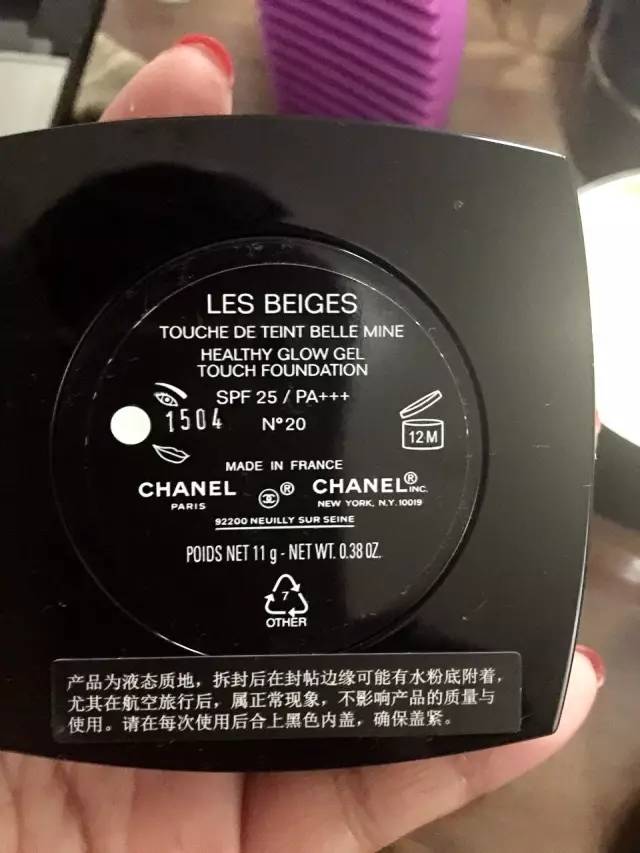 LES BEIGES
TOUCHE DE TEINT BELLE MINE
HEALTHY GLOW GEL
TOUCH FOUNDATION
SPF 25 / PA+++
1504 N°20
12M
MADE IN FRANCE
CHANEL ® CHANEL® INC.
PARIS NEW YORK, N.Y. 10019
92200 NEUILLY SUR SEINE
POIDS NET 11 g - NET WT. 0.38 OZ.
7
OTHER
产品为液态质地，拆封后在封帖边缘可能有水粉底附着，
尤其在航空旅行后，属正常现象，不影响产品的质量与
使用。请在每次使用后合上黑色内盖，确保盖紧。